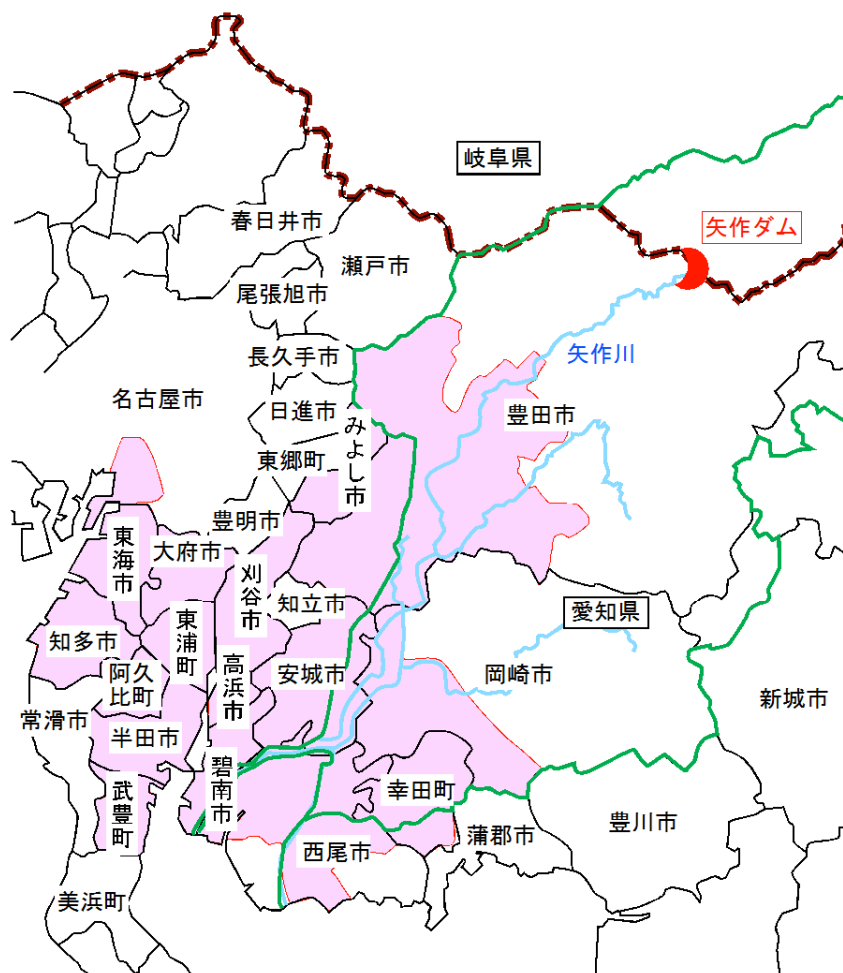 岐阜県
矢作ダム
春日井市
瀬戸市
尾張旭市
長久手市
矢作川
名古屋市
日進市
豊田市
みよし市
東郷町
豊明市
東海市
大府市
刈谷市
知立市
愛知県
知多市
東浦町
高浜市
安城市
岡崎市
阿久
比町
常滑市
新城市
半田市
碧南市
武豊町
幸田町
豊川市
蒲郡市
西尾市
美浜町